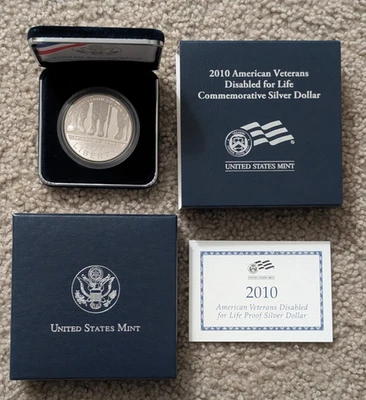 LIBERTY
2010 American Veterans
Disabled for Life
Commemorative Silver Dollar
UNITED STATES MINT
UNITED STATES MINT
2010
American Veterans Disabled
for Life Proof Silver Dollar